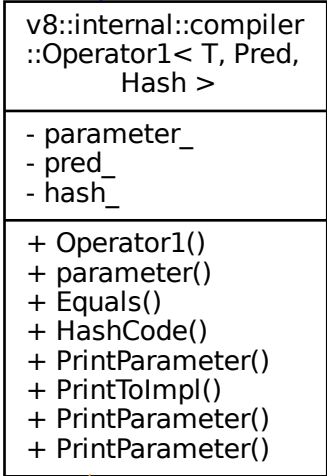 v8::internal::compiler
::Operator1< T, Pred,
Hash >
- parameter_
- pred_
- hash_
+ Operator1()
+ parameter()
+ Equals()
+ HashCode()
+ PrintParameter()
+ PrintToImpl()
+ PrintParameter()
+ PrintParameter()